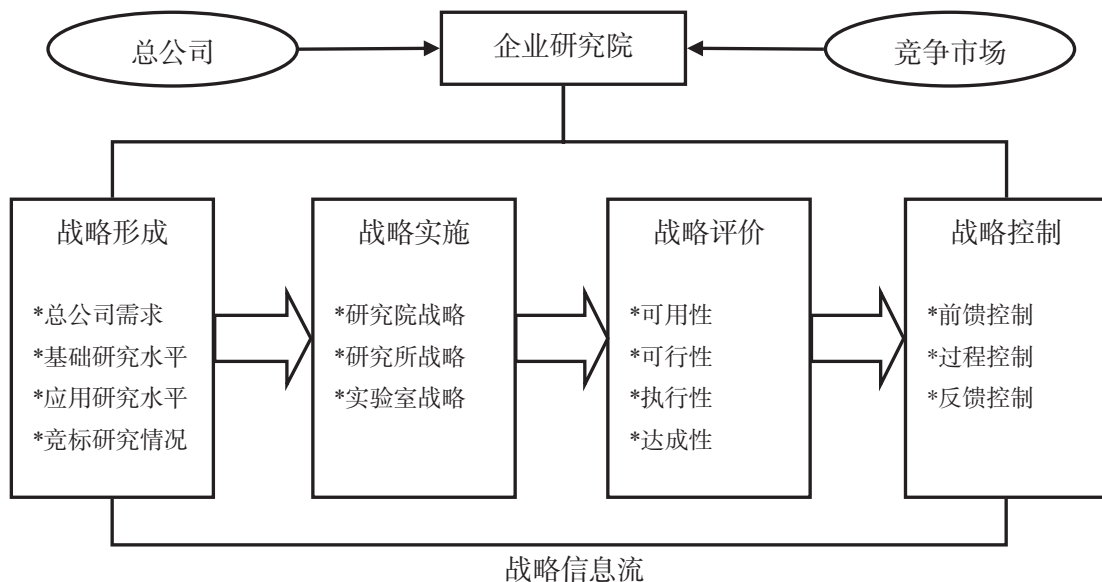 总公司
企业研究院
竞争市场
战略形成
*总公司需求
*基础研究水平
*应用研究水平
*竞标研究情况
战略实施
*研究院战略
*研究所战略
*实验室战略
战略评价
*可用性
*可行性
*执行性
*达成性
战略控制
*前馈控制
*过程控制
*反馈控制
战略信息流